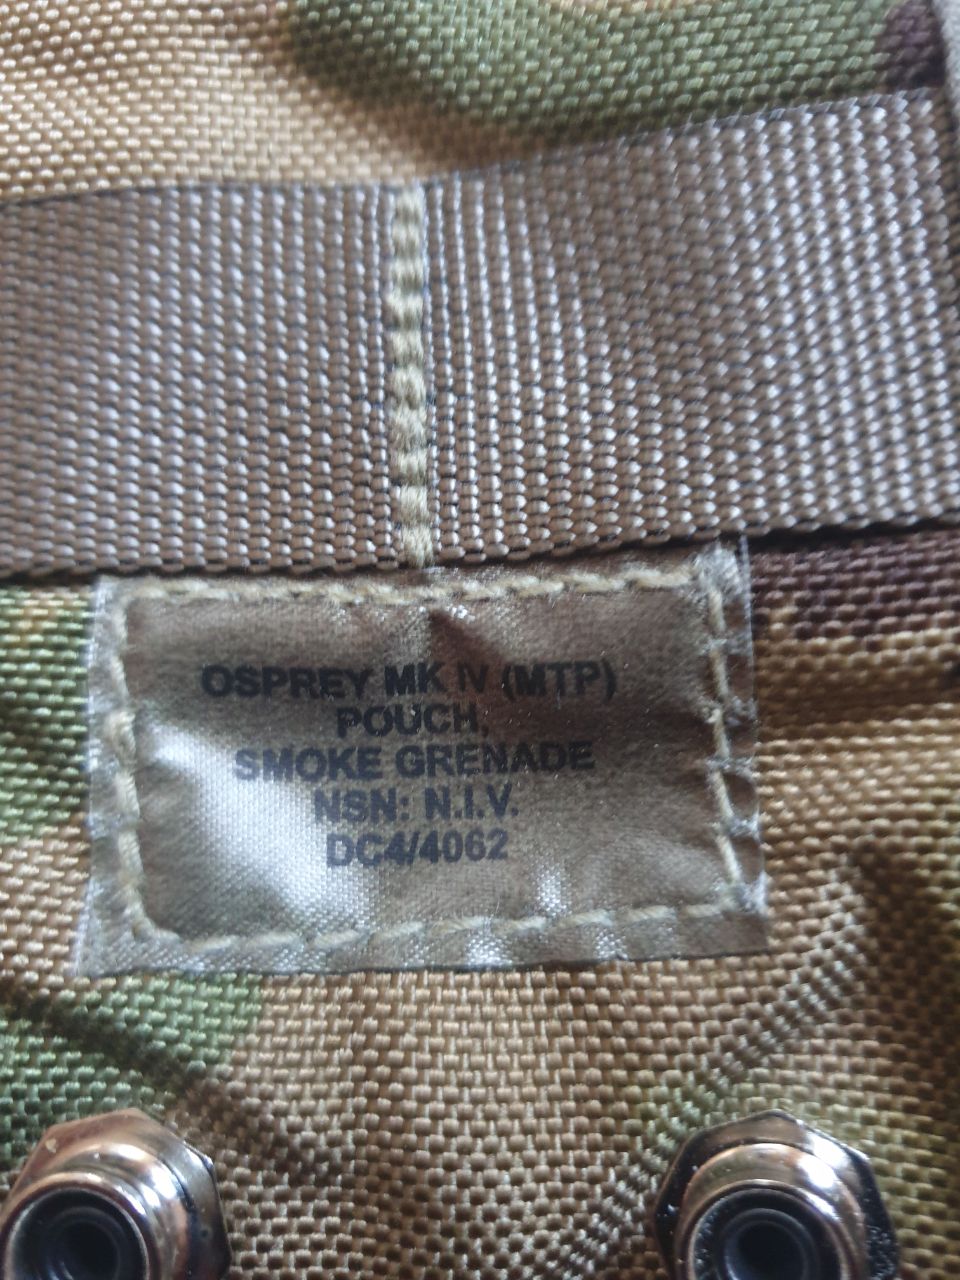 OSPREY MK IV (MTP)
POUCH,
SMOKE GRENADE
NSN: N.I.V.
DC4/4062